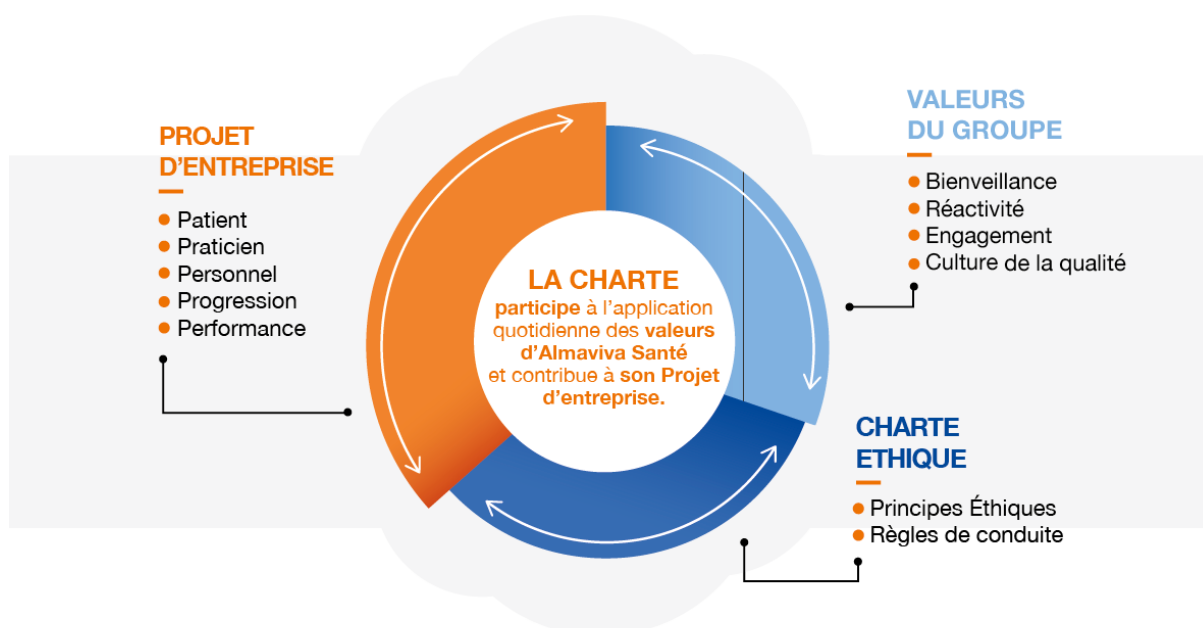 PROJET
D'ENTREPRISE
Patient
Praticien
Personnel
Progression
Performance
LA CHARTE
participe à l'application
quotidienne des valeurs
d'Almaviva Santé
et contribue à son Projet
d'entreprise.
VALEURS
DU GROUPE
Bienveillance
Réactivité
Engagement
Culture de la qualité
CHARTE
ETHIQUE
Principes Éthiques
Règles de conduite